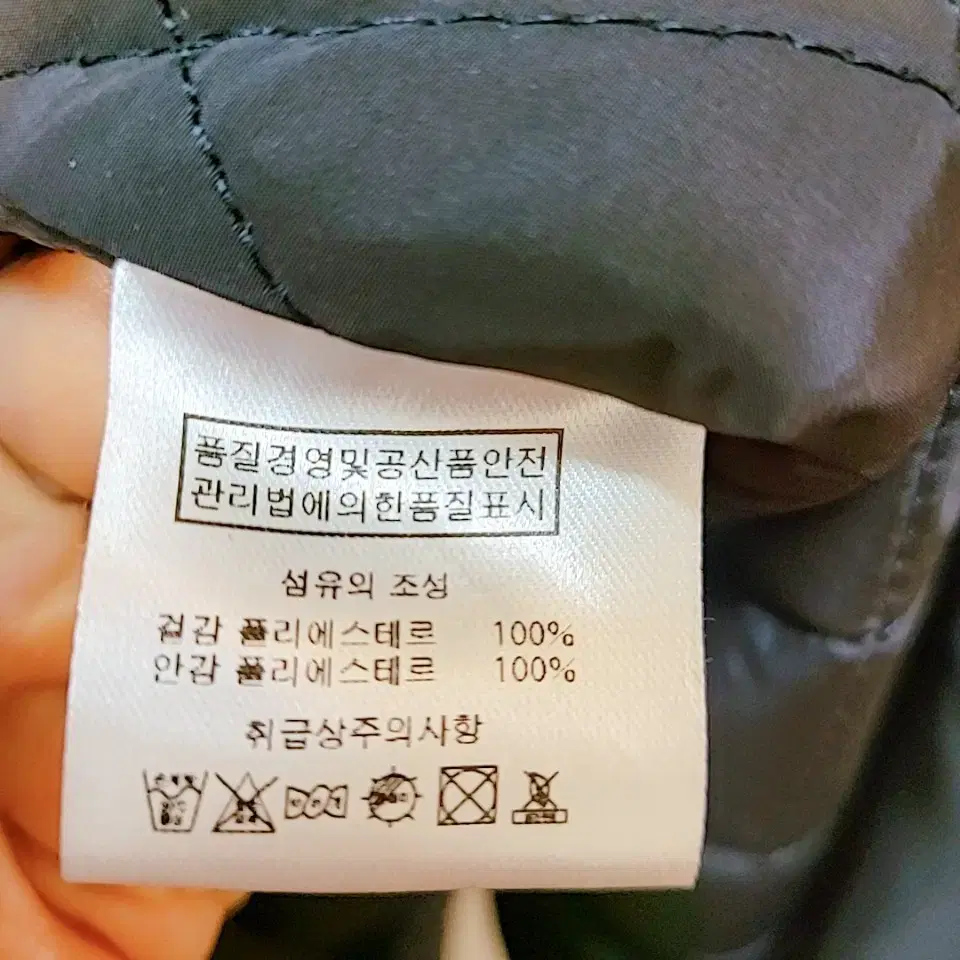 품질경영및공산품안전
관리법에의한품질표시
섬유의 조성
겉감 폴리에스테르 100%
안감 폴리에스테르 100%
취급상주의사항